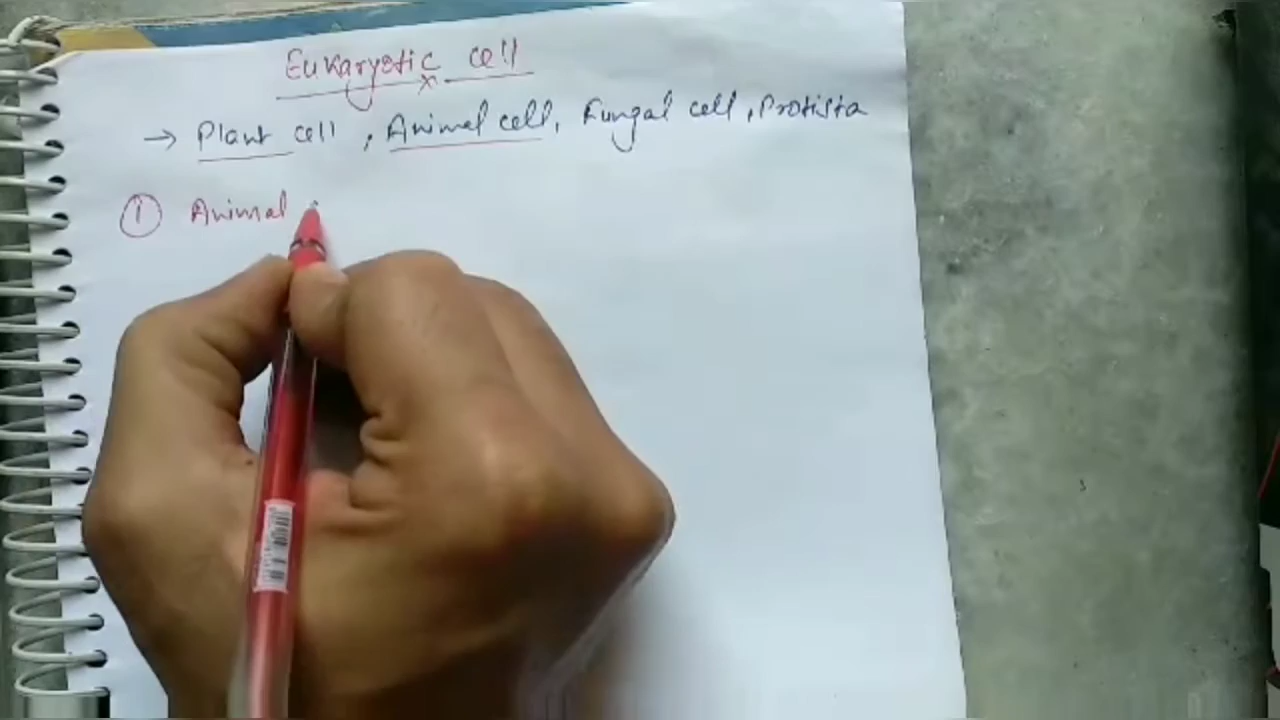 Eukaryotic cell
→ Plant cell, Animal cell, Fungal cell, Protista
① Animal